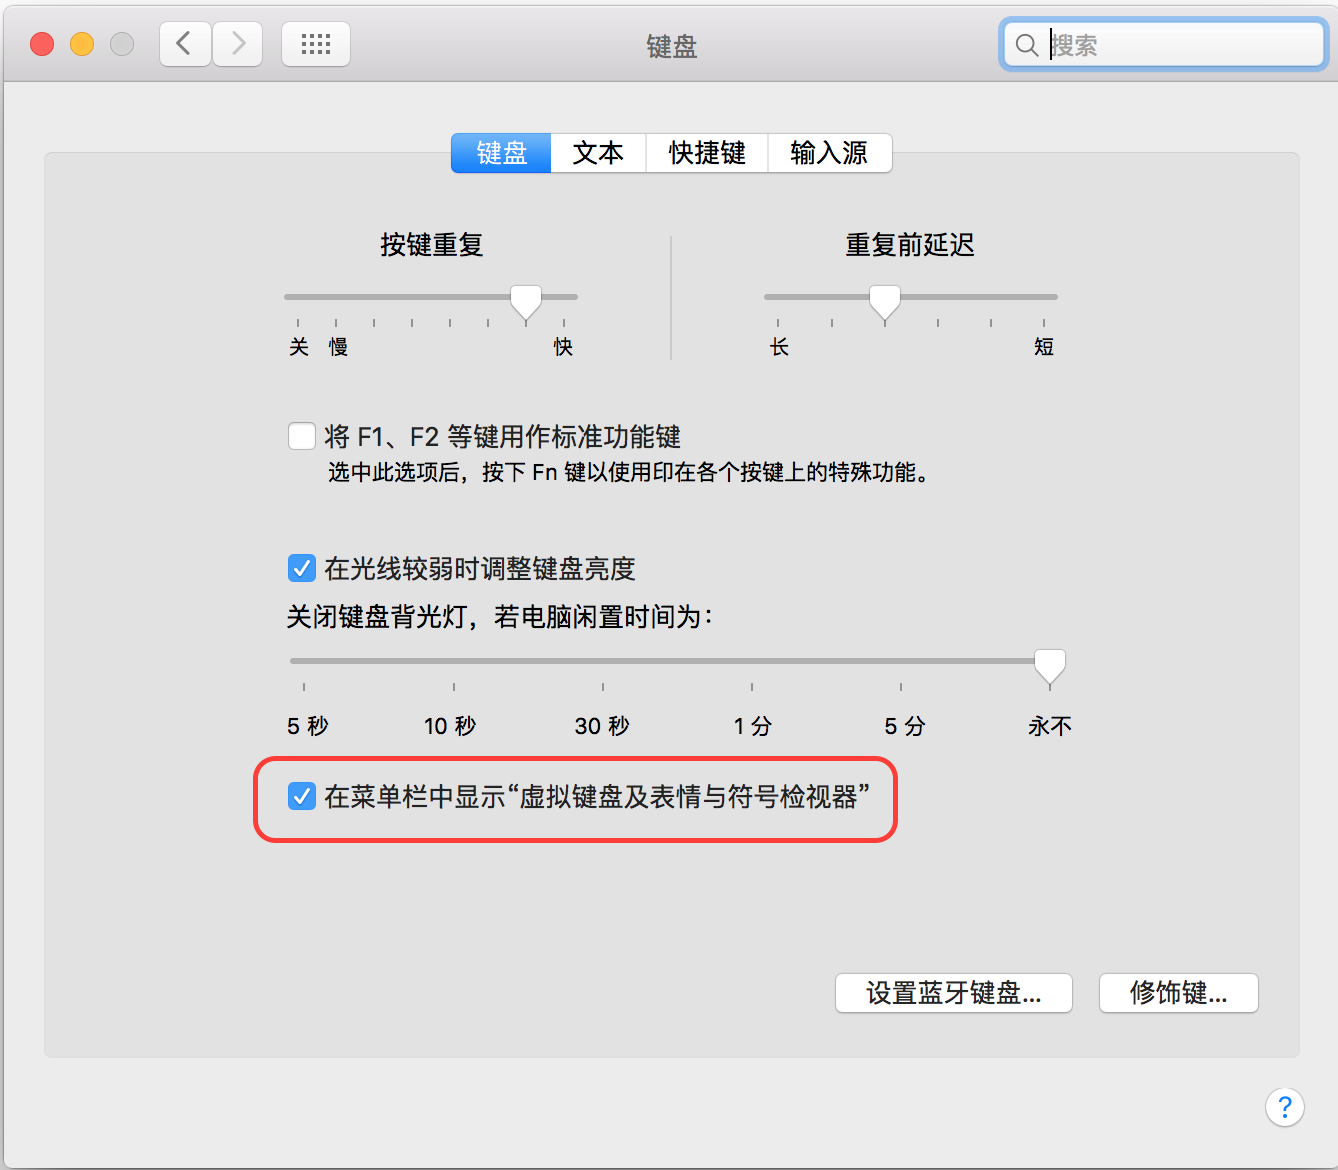 键盘
搜索
键盘 文本 快捷键 输入源
按键重复 重复前延迟
关 慢 快 长 短
将 F1、F2 等键用作标准功能键
选中此选项后，按下 Fn 键以使用印在各个按键上的特殊功能。
在光线较弱时调整键盘亮度
关闭键盘背光灯，若电脑闲置时间为：
5 秒 10 秒 30 秒 1 分 5 分 永不
在菜单栏中显示“虚拟键盘及表情与符号检视器”
设置蓝牙键盘... 修饰键...
?